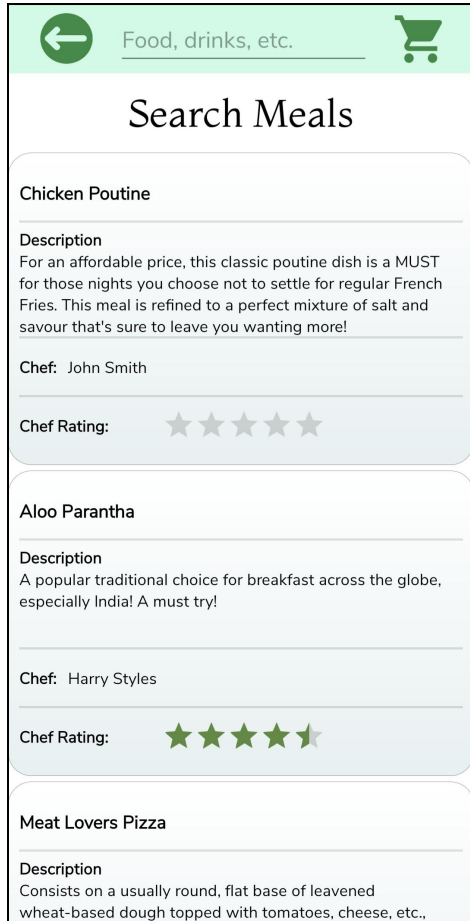 Food, drinks, etc.
Search Meals
Chicken Poutine
Description
For an affordable price, this classic poutine dish is a MUST
for those nights you choose not to settle for regular French
Fries. This meal is refined to a perfect mixture of salt and
savour that's sure to leave you wanting more!
Chef: John Smith
Chef Rating:
Aloo Parantha
Description
A popular traditional choice for breakfast across the globe,
especially India! A must try!
Chef: Harry Styles
Chef Rating:
Meat Lovers Pizza
Description
Consists on a usually round, flat base of leavened
wheat-based dough topped with tomatoes, cheese, etc.,